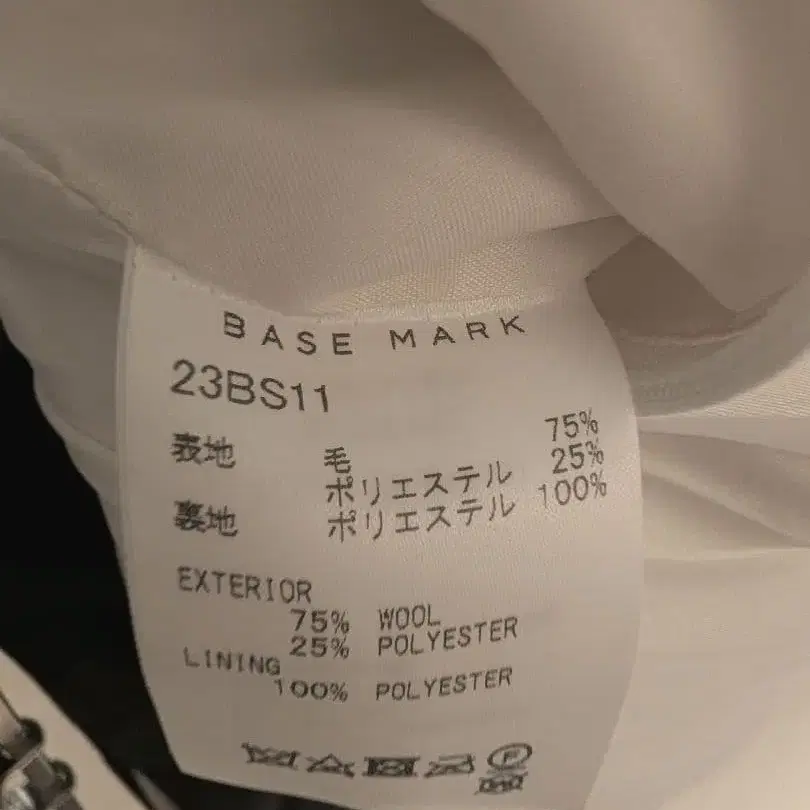 BASE MARK
23BS11
表地 毛 75%
ポリエステル 25%
裏地 ポリエステル 100%
EXTERIOR
75% WOOL
25% POLYESTER
LINING
100% POLYESTER
F